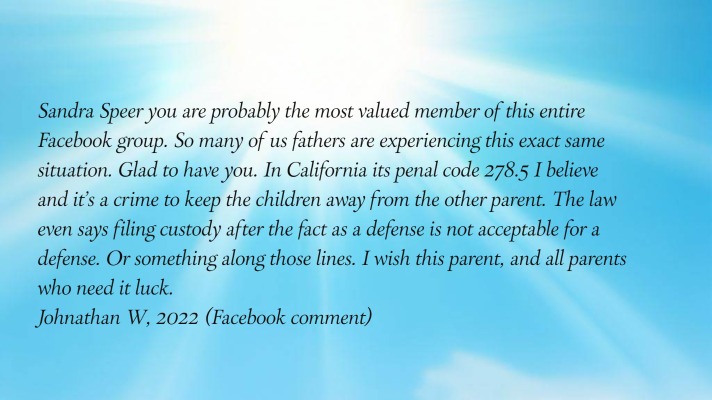 Sandra Speer you are probably the most valued member of this entire
Facebook group. So many of us fathers are experiencing this exact same
situation. Glad to have you. In California its penal code 278.5 I believe
and it's a crime to keep the children away from the other parent. The law
even says filing custody after the fact as a defense is not acceptable for a
defense. Or something along those lines. I wish this parent, and all parents
who need it luck.
Johnathan W, 2022 (Facebook comment)